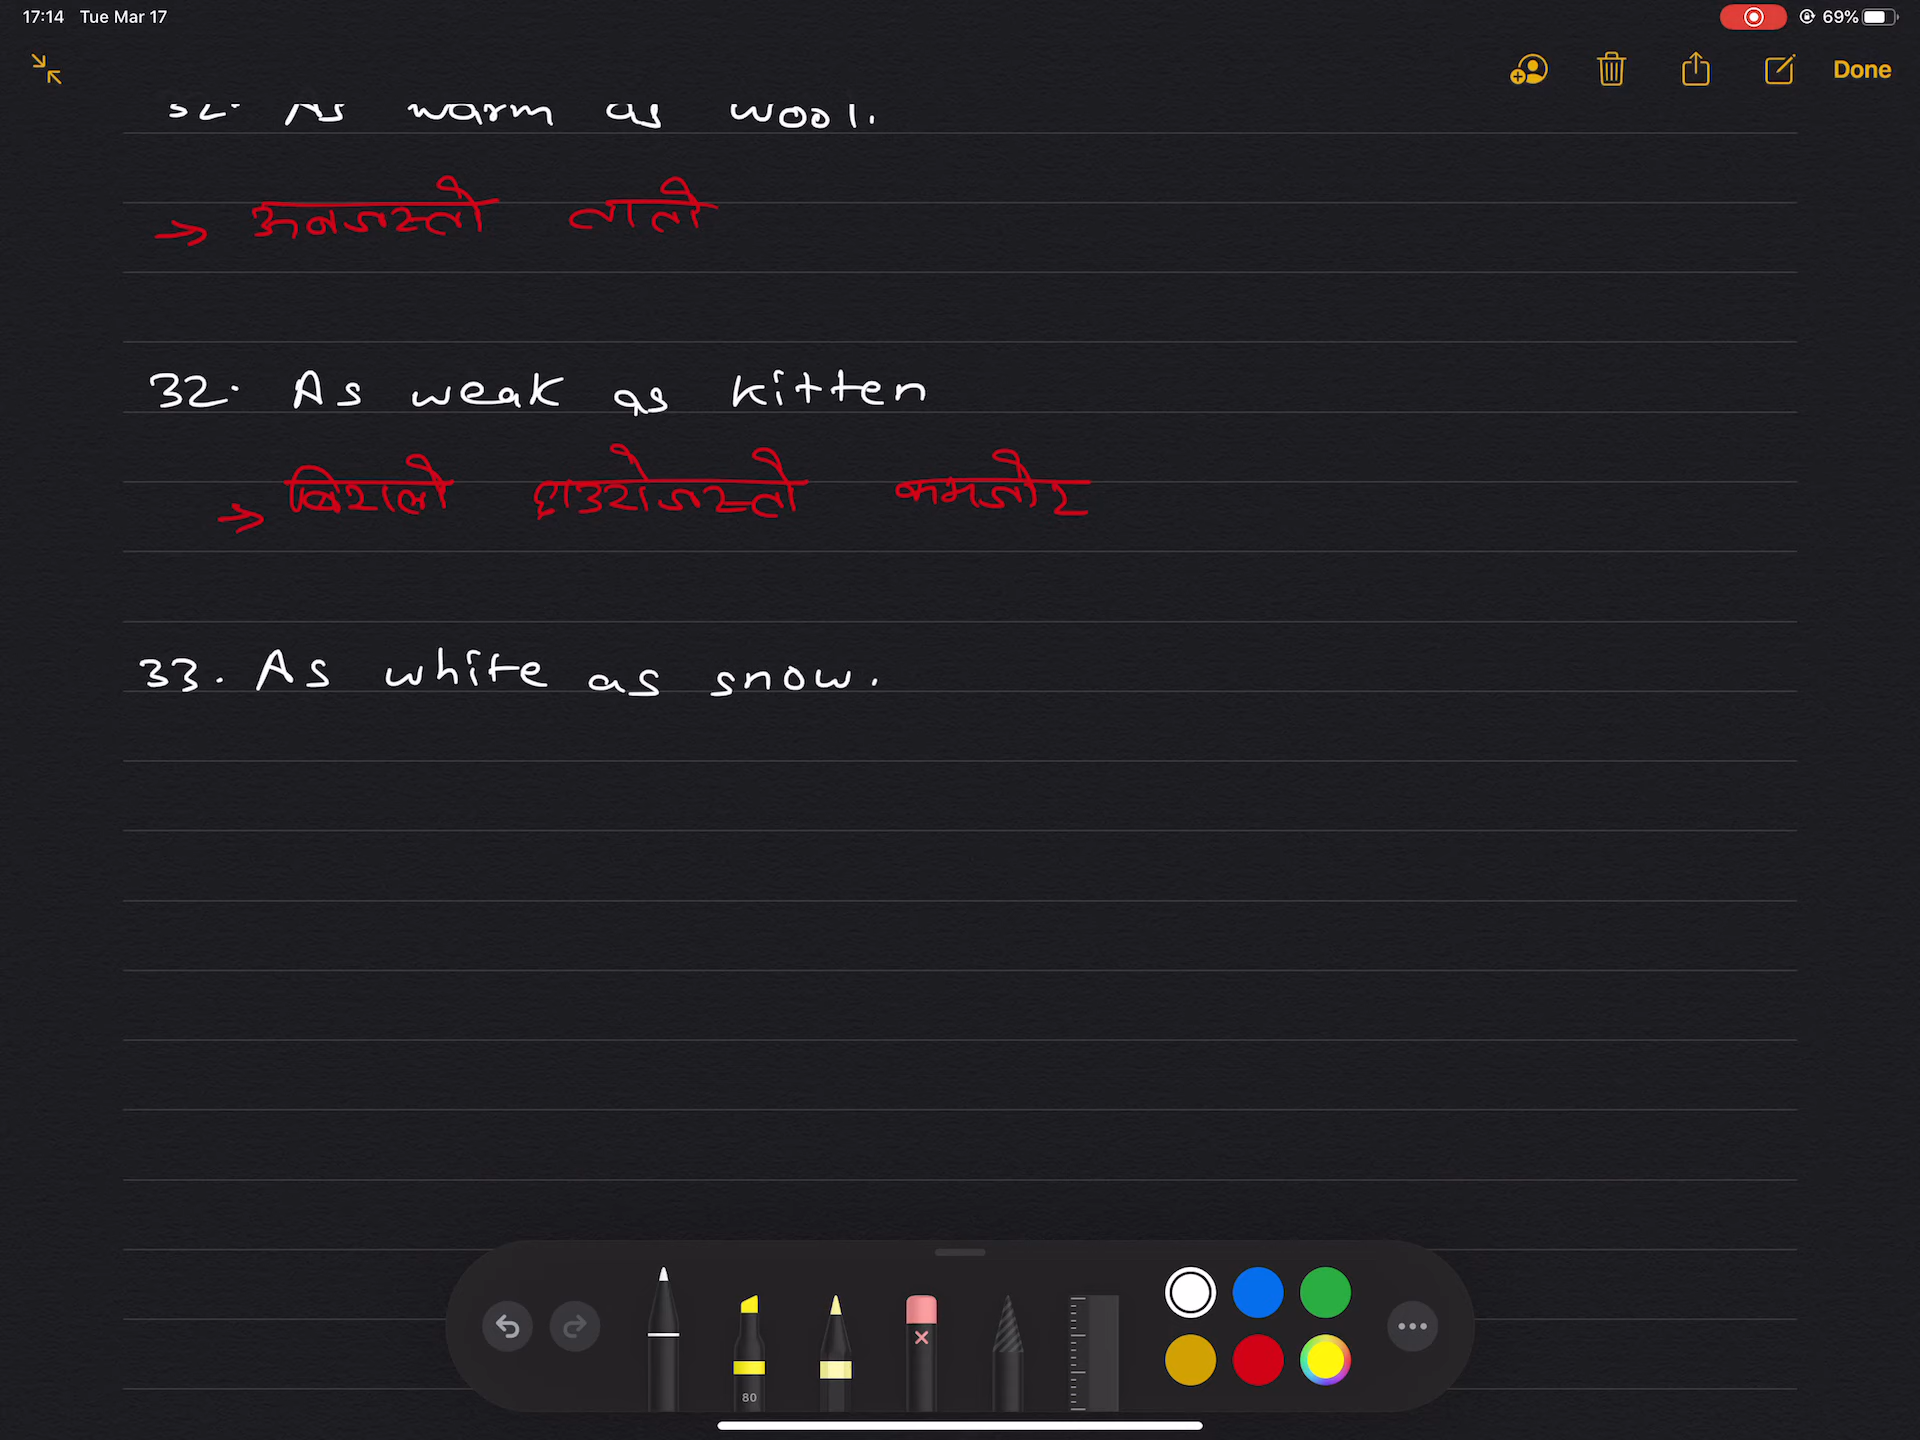 17:14 Tue Mar 17 69%
Done
32. As warm as wool.
→ ऊनजस्तो तातो
32. As weak as kitten
→ बिरालो छाउरोजस्तो कमजोर
33. As white as snow.
80